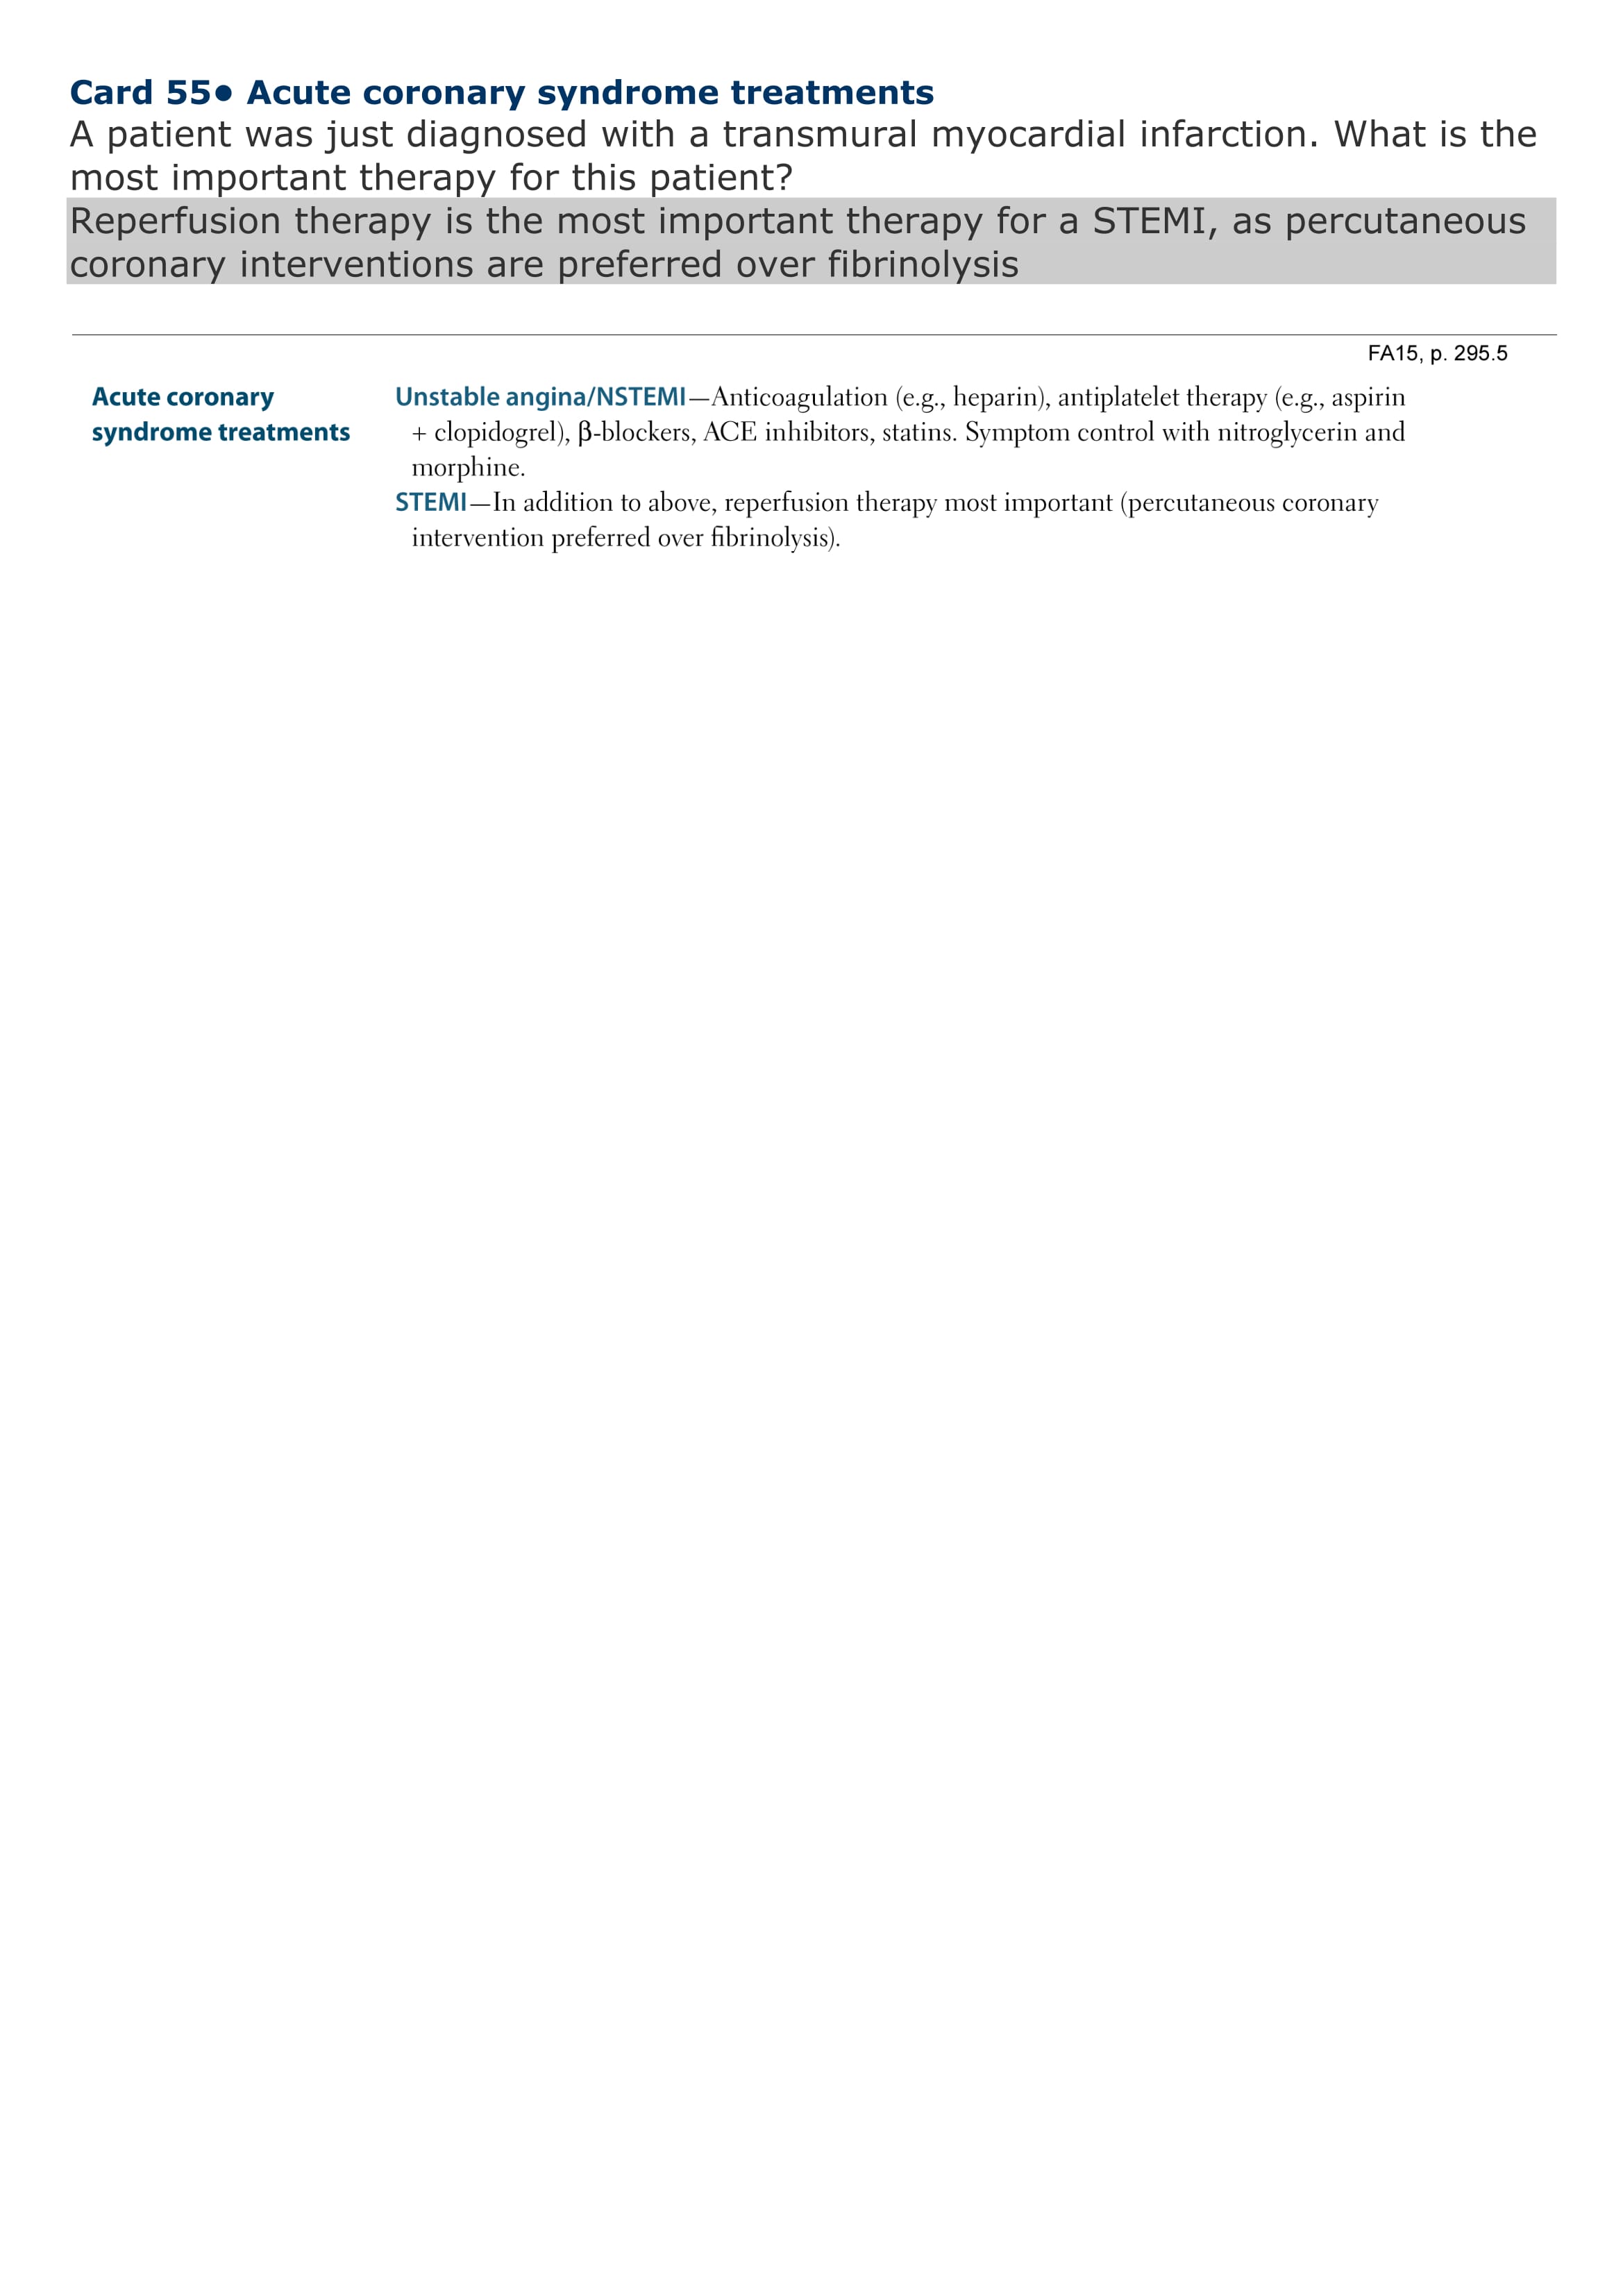 Card 55• Acute coronary syndrome treatments
A patient was just diagnosed with a transmural myocardial infarction. What is the
most important therapy for this patient?
Reperfusion therapy is the most important therapy for a STEMI, as percutaneous
coronary interventions are preferred over fibrinolysis
FA15, p. 295.5
Acute coronary
syndrome treatments
Unstable angina/NSTEMI—Anticoagulation (e.g., heparin), antiplatelet therapy (e.g., aspirin
+ clopidogrel), β-blockers, ACE inhibitors, statins. Symptom control with nitroglycerin and
morphine.
STEMI—In addition to above, reperfusion therapy most important (percutaneous coronary
intervention preferred over fibrinolysis).